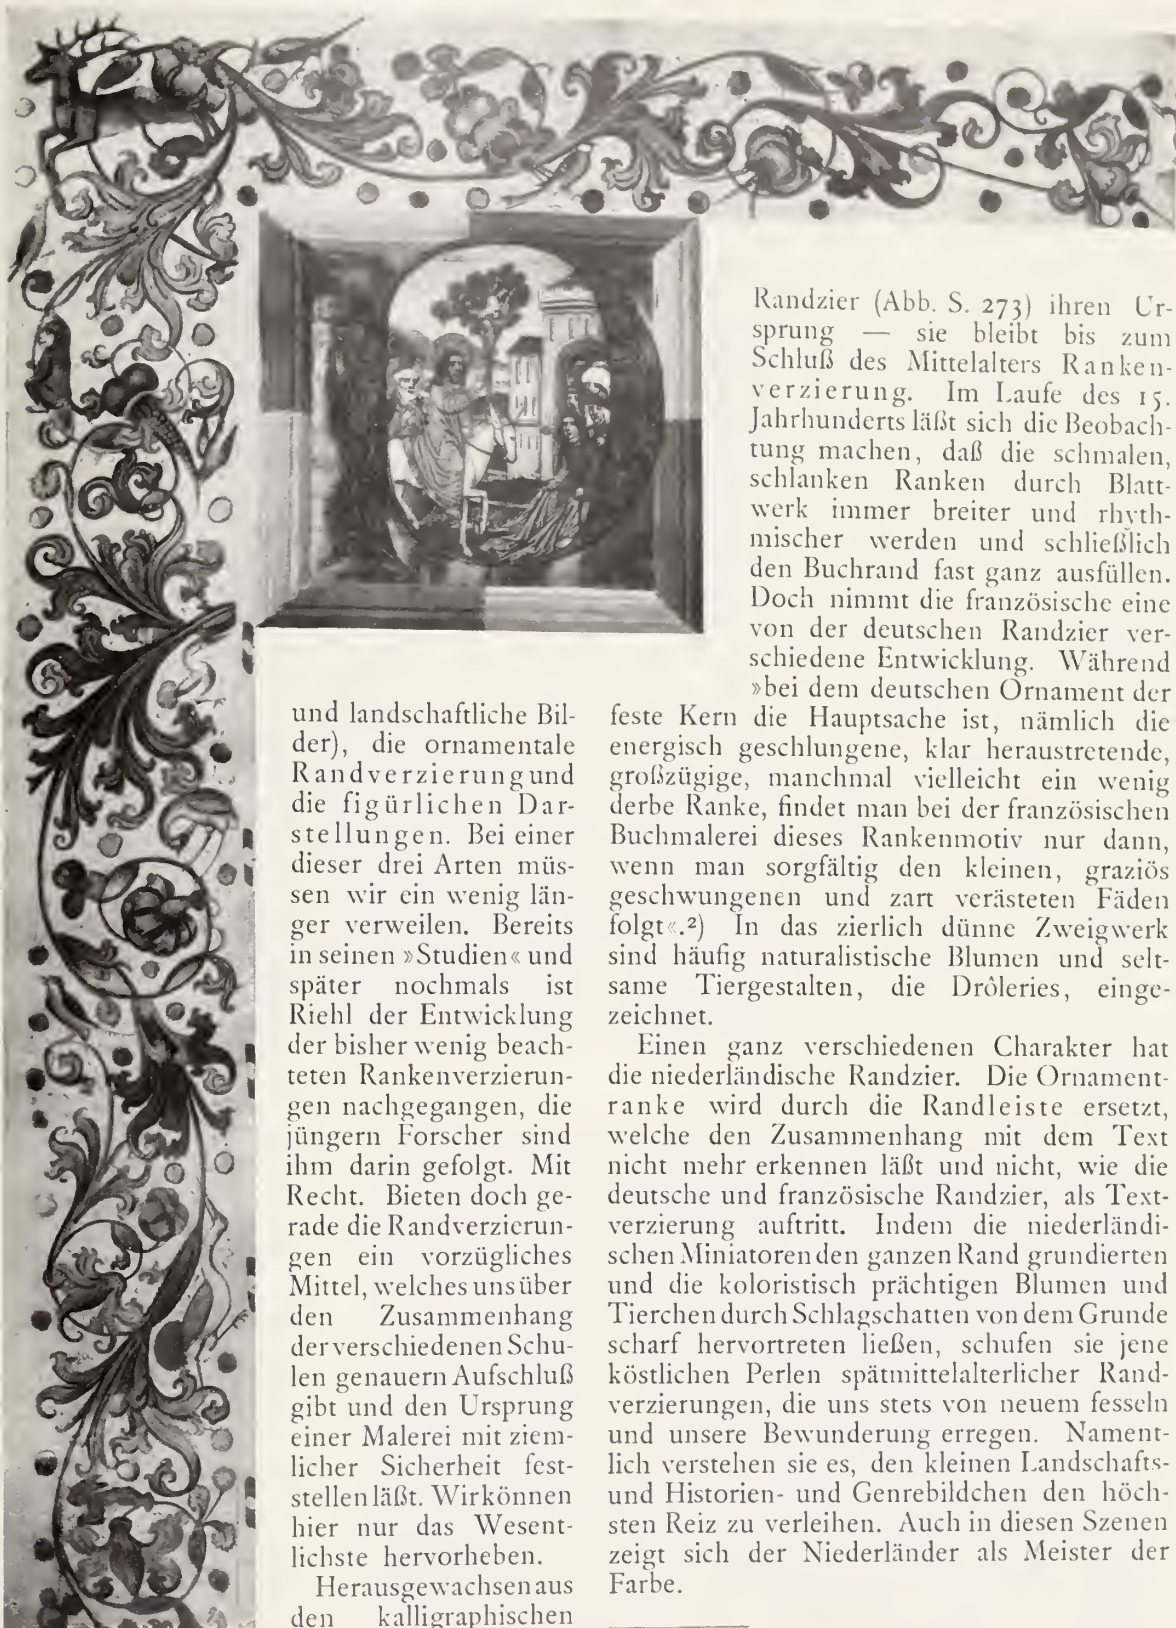 und landschaftliche Bil-
der), die ornamentale
Randverzierung und
die figürlichen Dar-
stellungen. Bei einer
dieser drei Arten müs-
sen wir ein wenig län-
ger verweilen. Bereits
in seinen »Studien« und
später nochmals ist
Riehl der Entwicklung
der bisher wenig beach-
teten Rankenverzierun-
gen nachgegangen, die
jüngern Forscher sind
ihm darin gefolgt. Mit
Recht. Bieten doch ge-
rade die Randverzierun-
gen ein vorzügliches
Mittel, welches uns über
den Zusammenhang
der verschiedenen Schu-
len genauern Aufschluß
gibt und den Ursprung
einer Malerei mit ziem-
licher Sicherheit fest-
stellen läßt. Wir können
hier nur das Wesent-
lichste hervorheben.
Herausgewachsen aus
den kalligraphischen
Randzier (Abb. S. 273) ihren Ur-
sprung — sie bleibt bis zum
Schluß des Mittelalters Ranken-
verzierung. Im Laufe des 15.
Jahrhunderts läßt sich die Beobach-
tung machen, daß die schmalen,
schlanken Ranken durch Blatt-
werk immer breiter und rhyth-
mischer werden und schließlich
den Buchrand fast ganz ausfüllen.
Doch nimmt die französische eine
von der deutschen Randzier ver-
schiedene Entwicklung. Während
»bei dem deutschen Ornament der
feste Kern die Hauptsache ist, nämlich die
energisch geschlungene, klar heraustretende,
großzügige, manchmal vielleicht ein wenig
derbe Ranke, findet man bei der französischen
Buchmalerei dieses Rankenmotiv nur dann,
wenn man sorgfältig den kleinen, graziös
geschwungenen und zart verästeten Fäden
folgt«.²) In das zierlich dünne Zweigwerk
sind häufig naturalistische Blumen und selt-
same Tiergestalten, die Drôleries, einge-
zeichnet.
Einen ganz verschiedenen Charakter hat
die niederländische Randzier. Die Ornament-
ranke wird durch die Randleiste ersetzt,
welche den Zusammenhang mit dem Text
nicht mehr erkennen läßt und nicht, wie die
deutsche und französische Randzier, als Text-
verzierung auftritt. Indem die niederländi-
schen Miniatoren den ganzen Rand grundierten
und die koloristisch prächtigen Blumen und
Tierchen durch Schlagschatten von dem Grunde
scharf hervortreten ließen, schufen sie jene
köstlichen Perlen spätmittelalterlicher Rand-
verzierungen, die uns stets von neuem fesseln
und unsere Bewunderung erregen. Nament-
lich verstehen sie es, den kleinen Landschafts-
und Historien- und Genrebildchen den höch-
sten Reiz zu verleihen. Auch in diesen Szenen
zeigt sich der Niederländer als Meister der
Farbe.